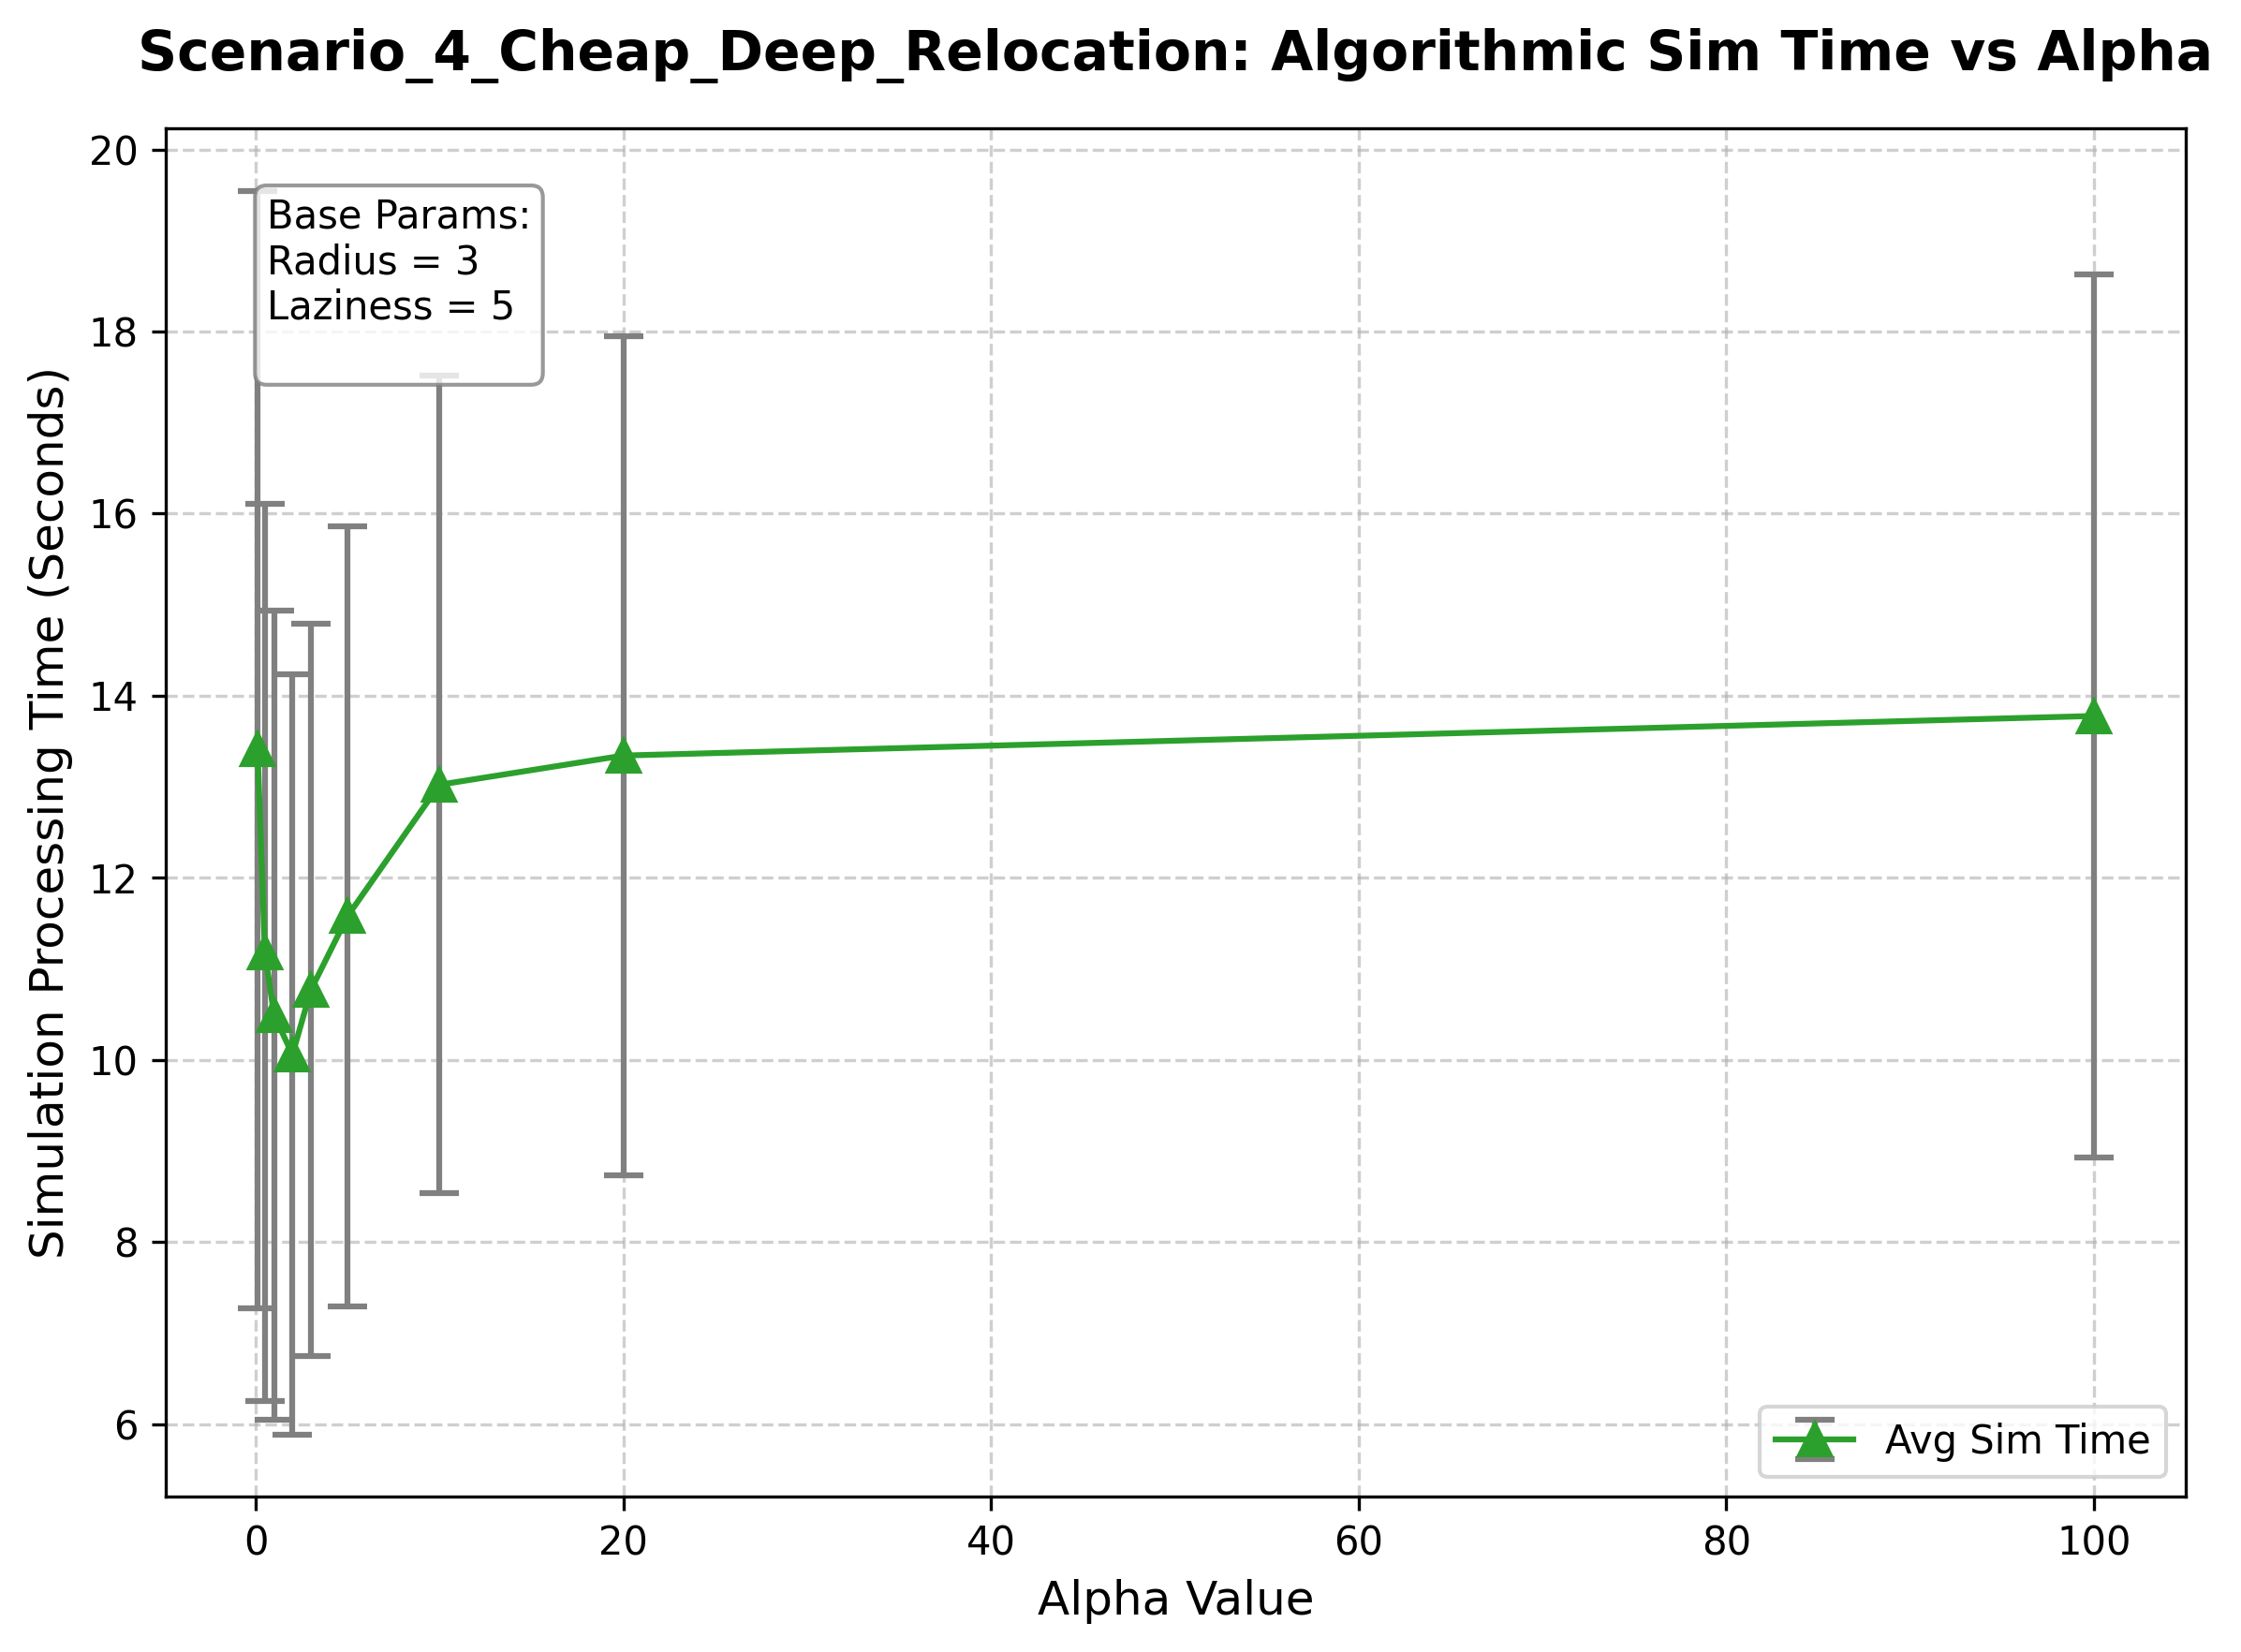 Scenario_4_Cheap_Deep_Relocation: Algorithmic Sim Time vs Alpha
Simulation Processing Time (Seconds)
20
18
16
14
12
10
8
6
Base Params:
Radius = 3
Laziness = 5
Avg Sim Time
0
20
40
60
80
100
Alpha Value